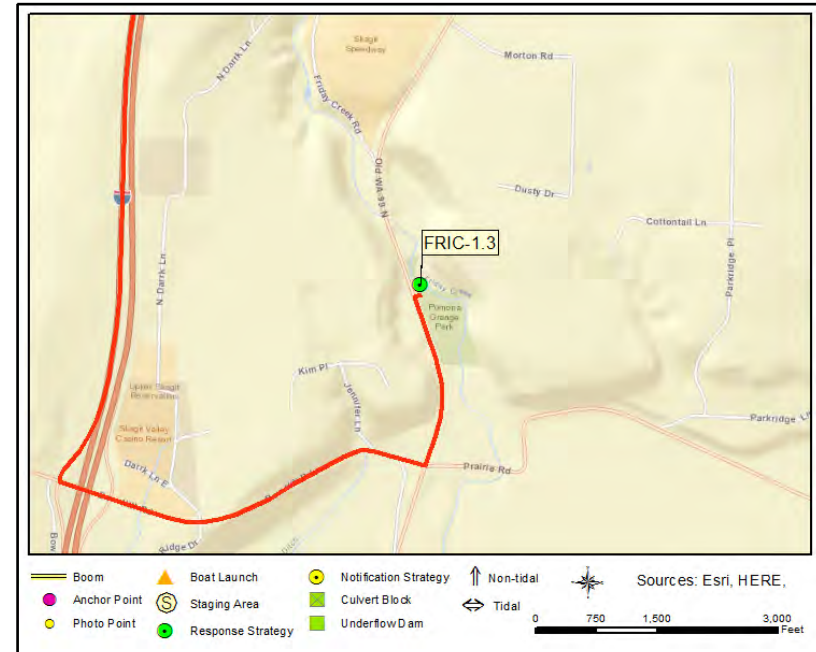 Skagit
Speedway
Morton Rd
N Darrk Ln
Friday Creek Rd
Old WA-99 N
Dusty Dr
Cottontail Ln
FRIC-1.3
Parkridge Pl
N Darrk Ln
Friday Creek
Pomona
Grange
Park
Kim Pl
Jennifer Ln
Upper Skagit
Reservation
Skagit Valley
Casino Resort
Parkridge Ln
Darrk Ln E
Prairie Rd
Bow
Ridge Dr
Boom
Anchor Point
Photo Point
Boat Launch
S
Staging Area
Response Strategy
Notification Strategy
Culvert Block
Underflow Dam
Non-tidal
Tidal
Sources: Esri, HERE,
0 750 1,500 3,000
Feet